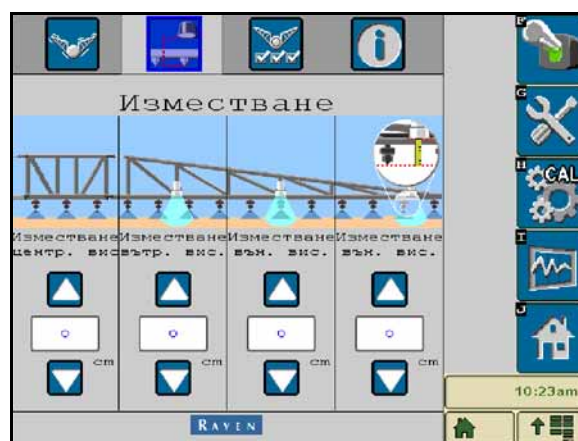 F
Изместване
G
H
CAL
Изместване центр. вис
Изместване вътр. вис.
Изместване вън. вис.
Изместване вън. вис.
I
J
0
0
0
0
cm
cm
cm
cm
10:23am
RAVEN